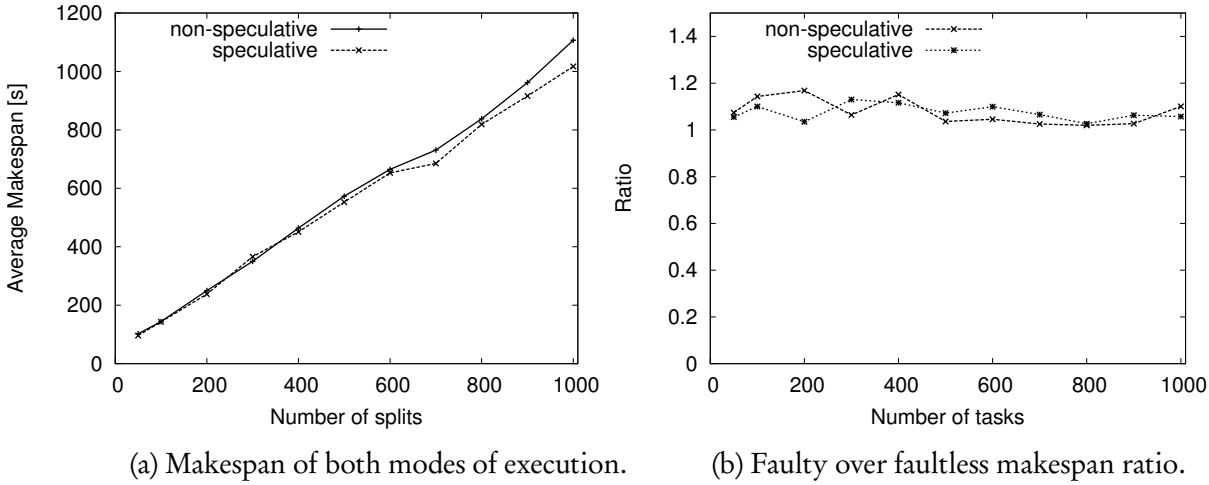 1200
1000
800
600
400
200
0
Average Makespan [s]
non-speculative
speculative
0 200 400 600 800 1000
Number of splits
(a) Makespan of both modes of execution.
1.4
1.2
1
0.8
0.6
0.4
0.2
0
Ratio
non-speculative
speculative
0 200 400 600 800 1000
Number of tasks
(b) Faulty over faultless makespan ratio.